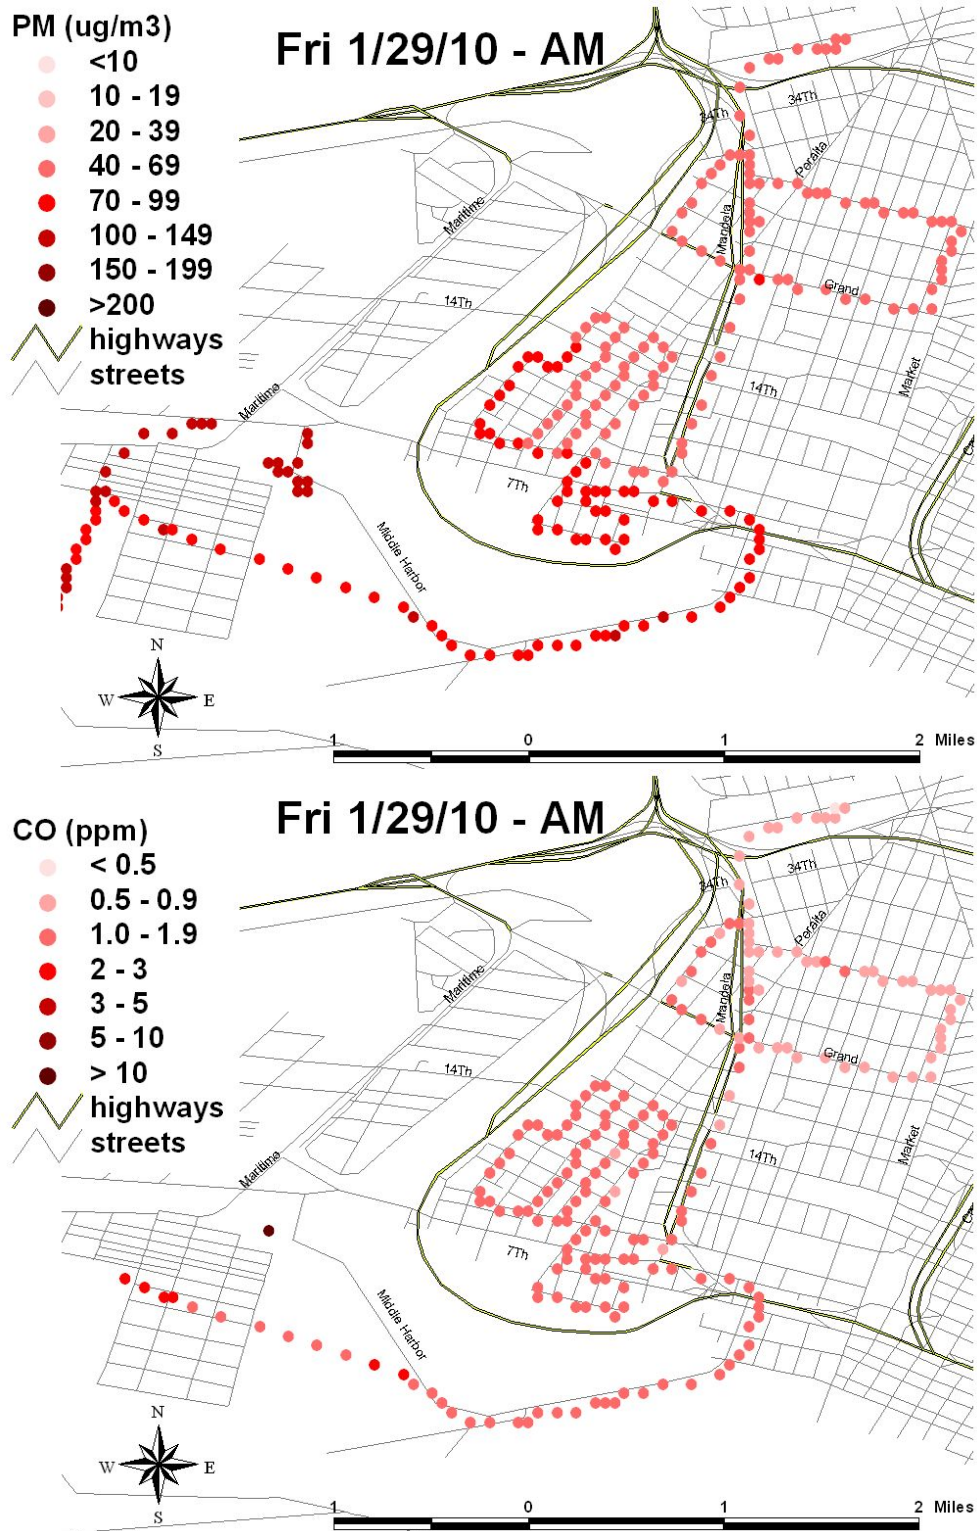 PM (ug/m3)
<10
10 - 19
20 - 39
40 - 69
70 - 99
100 - 149
150 - 199
>200
highways
streets
Fri 1/29/10 - AM
34Th
34Th
Peralta
Maritime
Mandela
14Th
Grand
Maritime
14Th
Market
7Th
Middle Harbor
N
W E
S
1 0 1 2 Miles
CO (ppm)
< 0.5
0.5 - 0.9
1.0 - 1.9
2 - 3
3 - 5
5 - 10
> 10
highways
streets
Fri 1/29/10 - AM
34Th
34Th
Peralta
Maritime
Mandela
Grand
14Th
Market
Maritime
14Th
7Th
Middle Harbor
N
W E
S
1 0 1 2 Miles